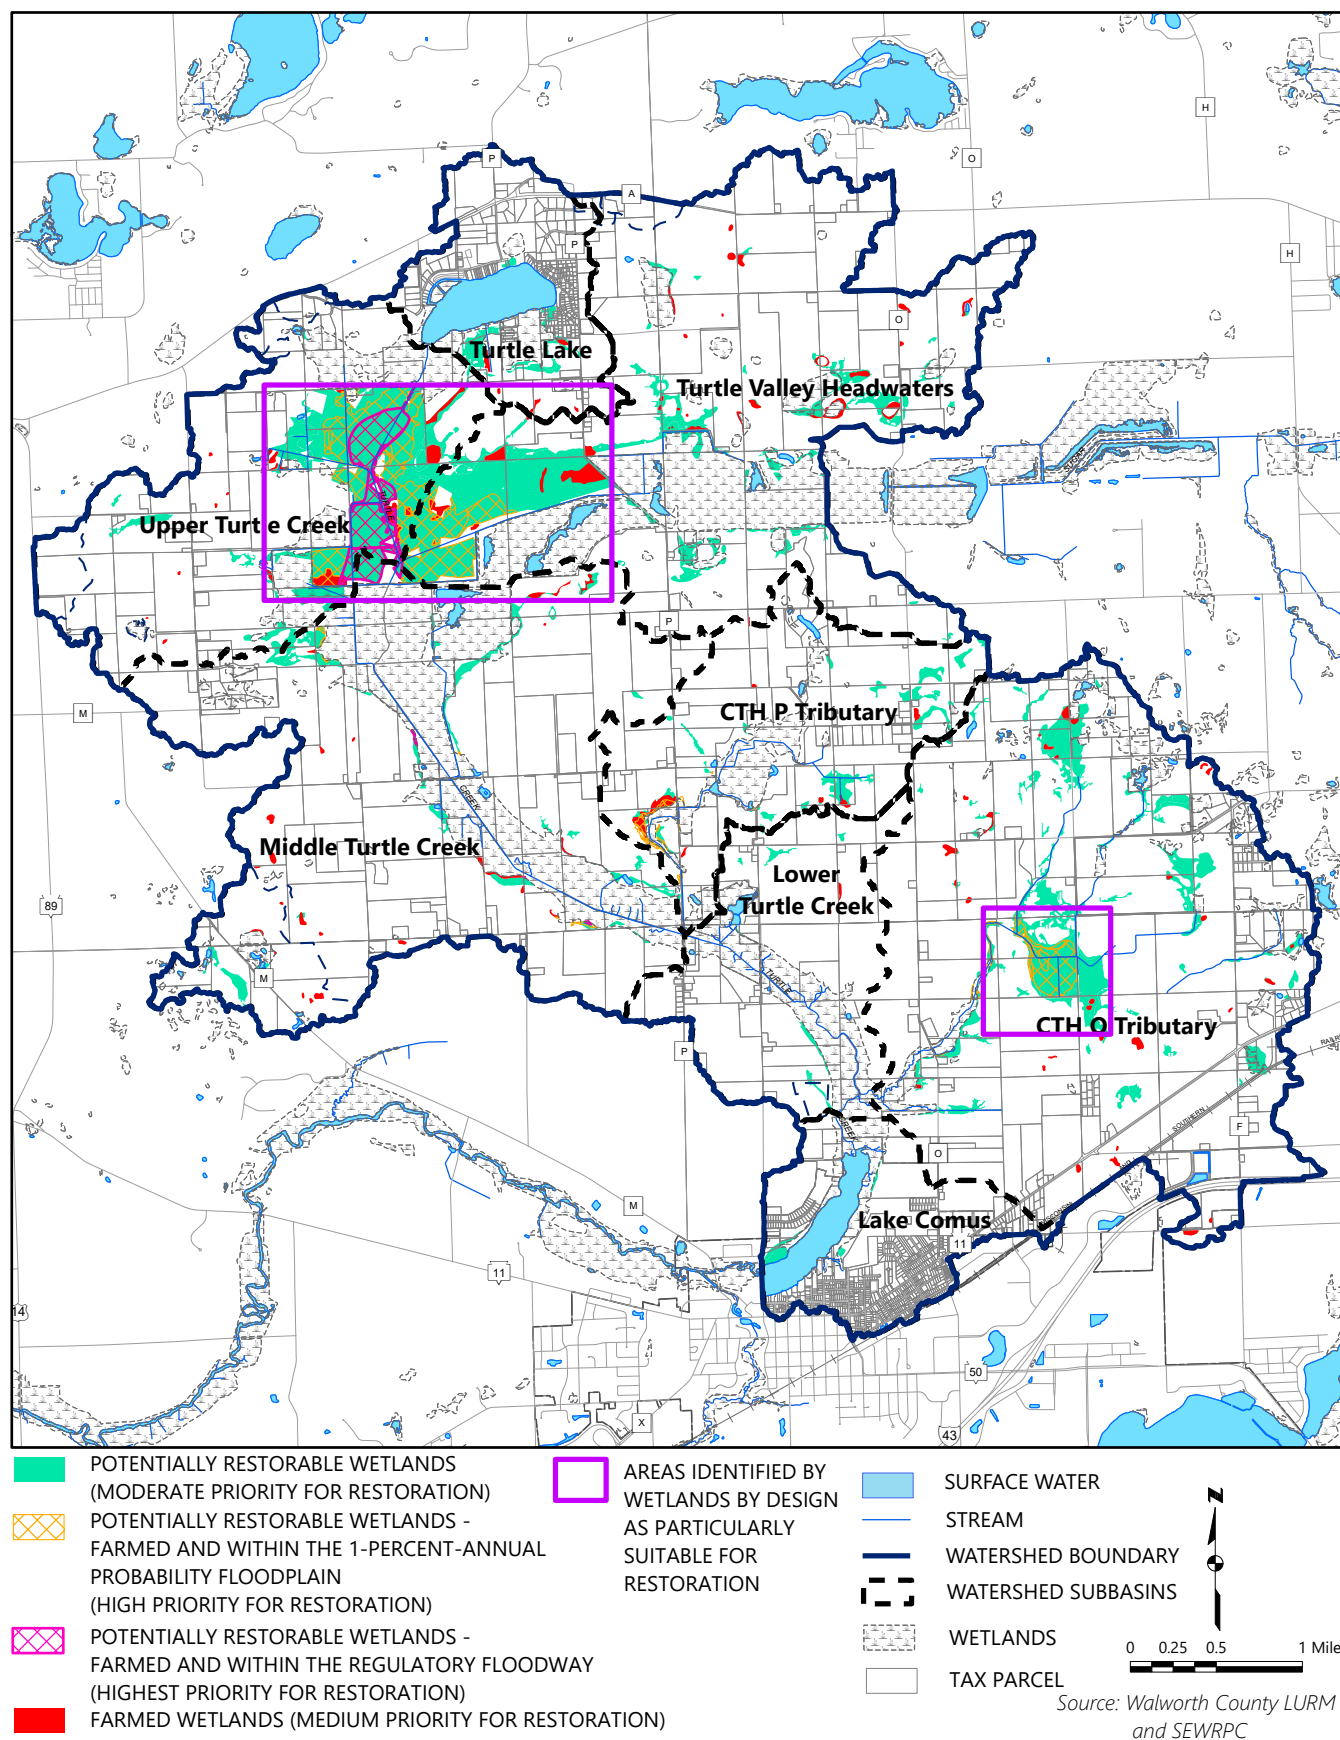 P
O
H
A
P
H
O
Turtle Lake
Turtle Valley Headwaters
TURTLE
Upper Turtle Creek
P
M
CTH P Tributary
CREEK
Middle Turtle Creek
F
Lower
Turtle Creek
89
M
TURTLE
CTH O Tributary
P
SOUTHERN
CREEK
F
O
M
Lake Comus
11
11
14
50
X
43
POTENTIALLY RESTORABLE WETLANDS
(MODERATE PRIORITY FOR RESTORATION)
POTENTIALLY RESTORABLE WETLANDS -
FARMED AND WITHIN THE 1-PERCENT-ANNUAL
PROBABILITY FLOODPLAIN
(HIGH PRIORITY FOR RESTORATION)
POTENTIALLY RESTORABLE WETLANDS -
FARMED AND WITHIN THE REGULATORY FLOODWAY
(HIGHEST PRIORITY FOR RESTORATION)
FARMED WETLANDS (MEDIUM PRIORITY FOR RESTORATION)
AREAS IDENTIFIED BY
WETLANDS BY DESIGN
AS PARTICULARLY
SUITABLE FOR
RESTORATION
SURFACE WATER
STREAM
WATERSHED BOUNDARY
WATERSHED SUBBASINS
WETLANDS
TAX PARCEL
N
0 0.25 0.5 1 Mile
Source: Walworth County LURM
and SEWRPC